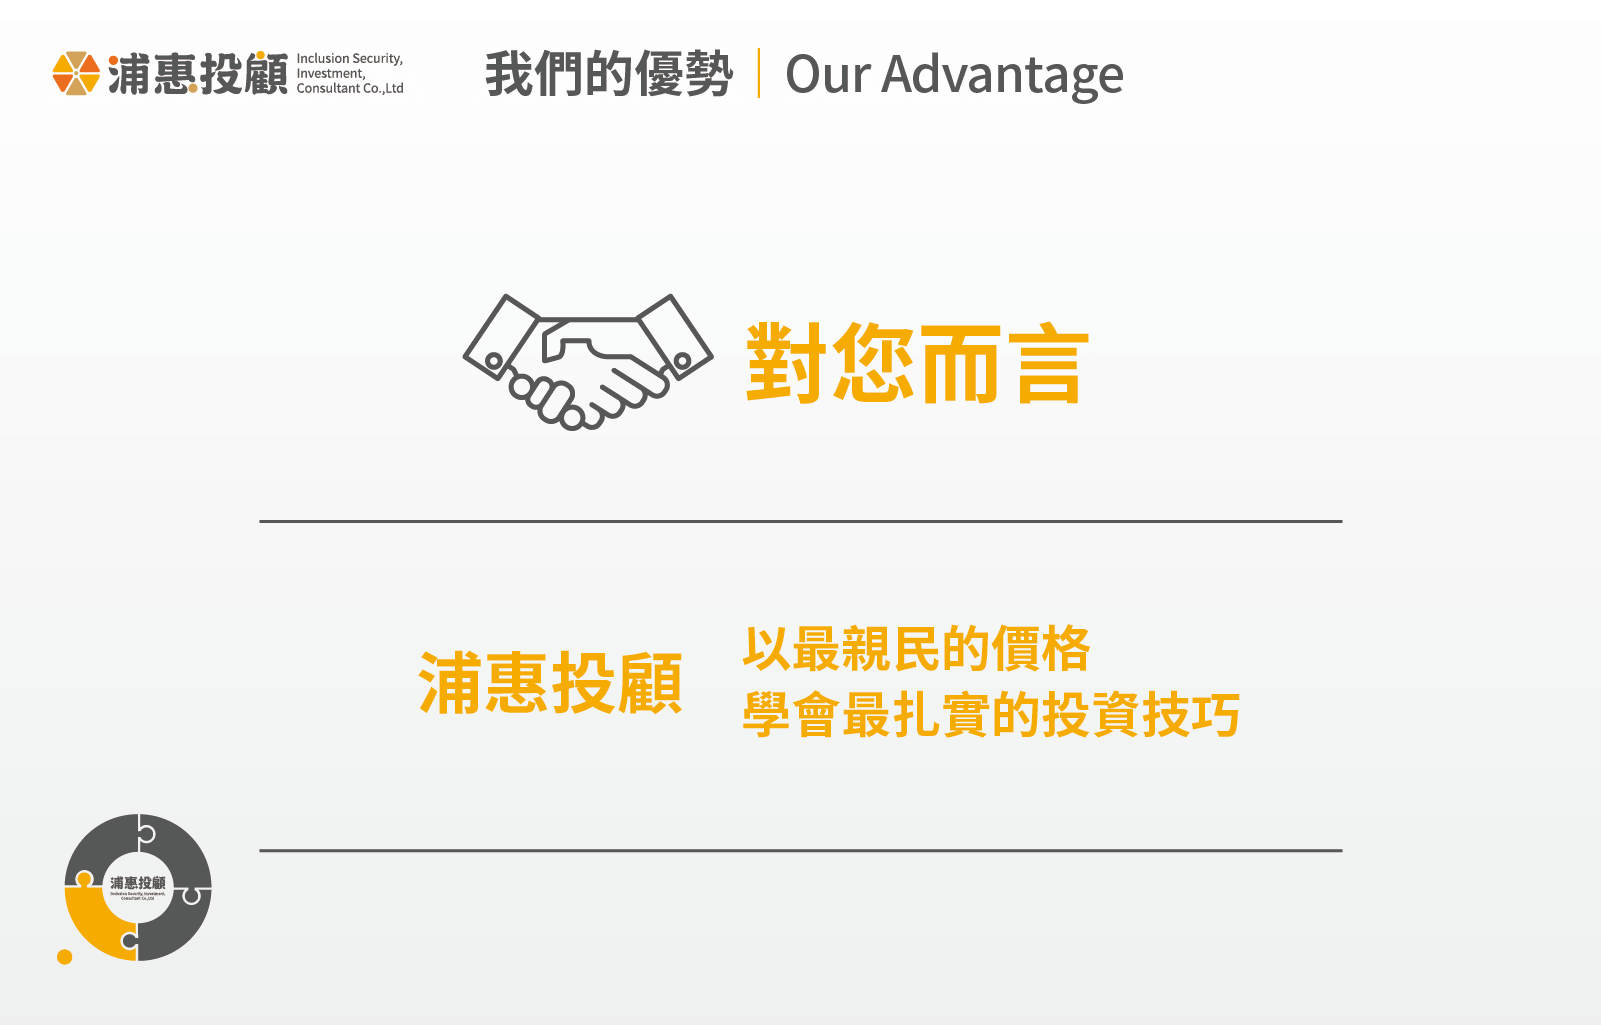 浦惠投顧
Inclusion Security,
Investment,
Consultant Co.,Ltd
我們的優勢
Our Advantage
對您而言
浦惠投顧
以最親民的價格
學會最扎實的投資技巧
浦惠投顧
Inclusion Security, Investment,
Consultant Co.,Ltd